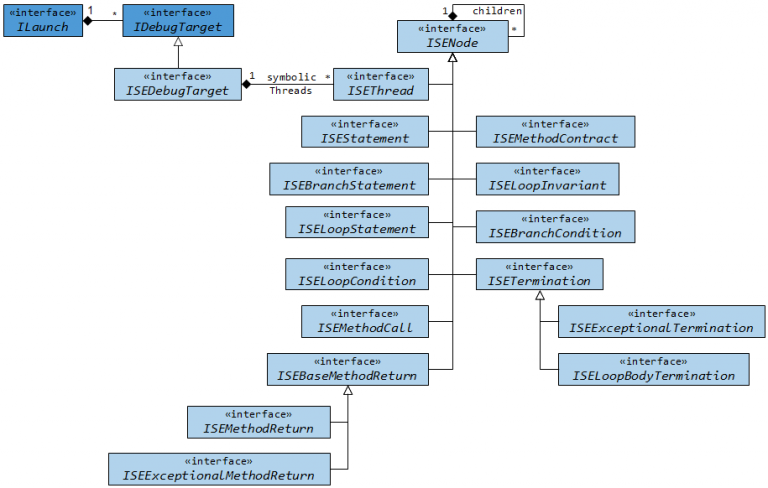 «interface»
ILaunch
1
*
«interface»
IDebugTarget
1
children
«interface»
ISENode
*
«interface»
ISEDebugTarget
1
symbolic
Threads
*
«interface»
ISEThread
«interface»
ISEStatement
«interface»
ISEMethodContract
«interface»
ISEBranchStatement
«interface»
ISELoopInvariant
«interface»
ISELoopStatement
«interface»
ISEBranchCondition
«interface»
ISELoopCondition
«interface»
ISETermination
«interface»
ISEMethodCall
«interface»
ISEExceptionalTermination
«interface»
ISEBaseMethodReturn
«interface»
ISELoopBodyTermination
«interface»
ISEMethodReturn
«interface»
ISEExceptionalMethodReturn